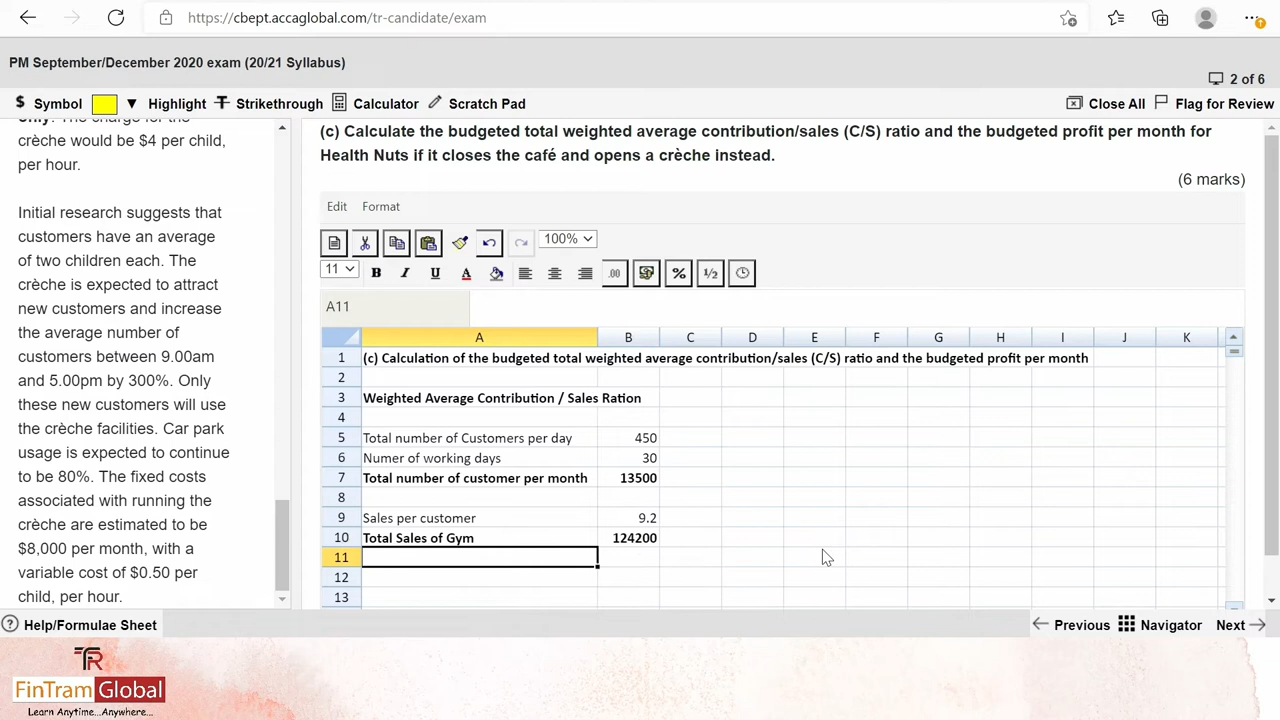 https://cbept.accaglobal.com/tr-candidate/exam
PM September/December 2020 exam (20/21 Syllabus)
2 of 6
$ Symbol Highlight Strikethrough Calculator Scratch Pad Close All Flag for Review
only. The charge for the
crèche would be $4 per child,
per hour.
Initial research suggests that
customers have an average
of two children each. The
crèche is expected to attract
new customers and increase
the average number of
customers between 9.00am
and 5.00pm by 300%. Only
these new customers will use
the crèche facilities. Car park
usage is expected to continue
to be 80%. The fixed costs
associated with running the
crèche are estimated to be
$8,000 per month, with a
variable cost of $0.50 per
child, per hour.
(c) Calculate the budgeted total weighted average contribution/sales (C/S) ratio and the budgeted profit per month for
Health Nuts if it closes the café and opens a crèche instead.
(6 marks)
Edit Format
100%
11 B I U A .00 % 1/2
A11
A B C D E F G H I J K
1 (c) Calculation of the budgeted total weighted average contribution/sales (C/S) ratio and the budgeted profit per month
2
3 Weighted Average Contribution / Sales Ration
4
5 Total number of Customers per day 450
6 Numer of working days 30
7 Total number of customer per month 13500
8
9 Sales per customer 9.2
10 Total Sales of Gym 124200
11
12
13
Help/Formulae Sheet Previous Navigator Next
FR
FinTram Global
Learn Anytime...Anywhere...